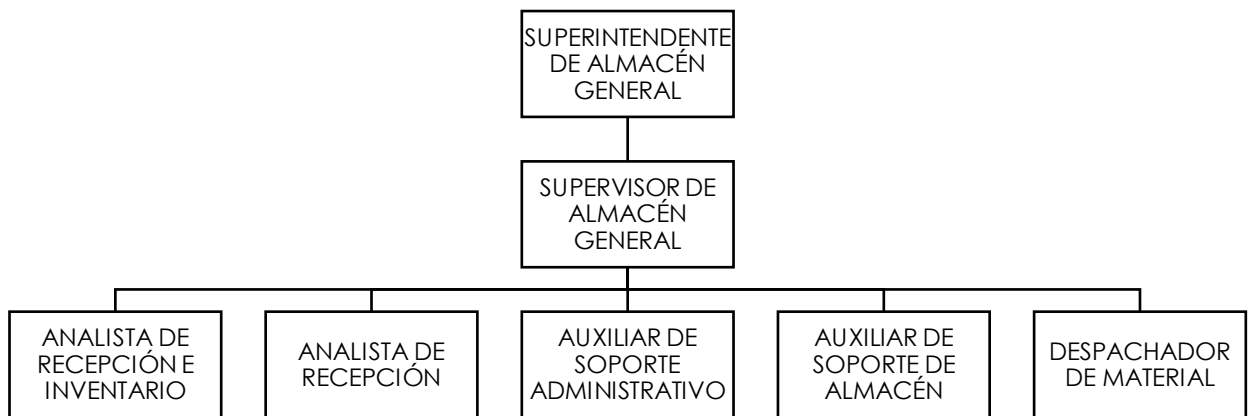 SUPERINTENDENTE
DE ALMACÉN
GENERAL
SUPERVISOR DE
ALMACÉN
GENERAL
ANALISTA DE
RECEPCIÓN E
INVENTARIO
ANALISTA DE
RECEPCIÓN
AUXILIAR DE
SOPORTE
ADMINISTRATIVO
AUXILIAR DE
SOPORTE DE
ALMACÉN
DESPACHADOR
DE MATERIAL